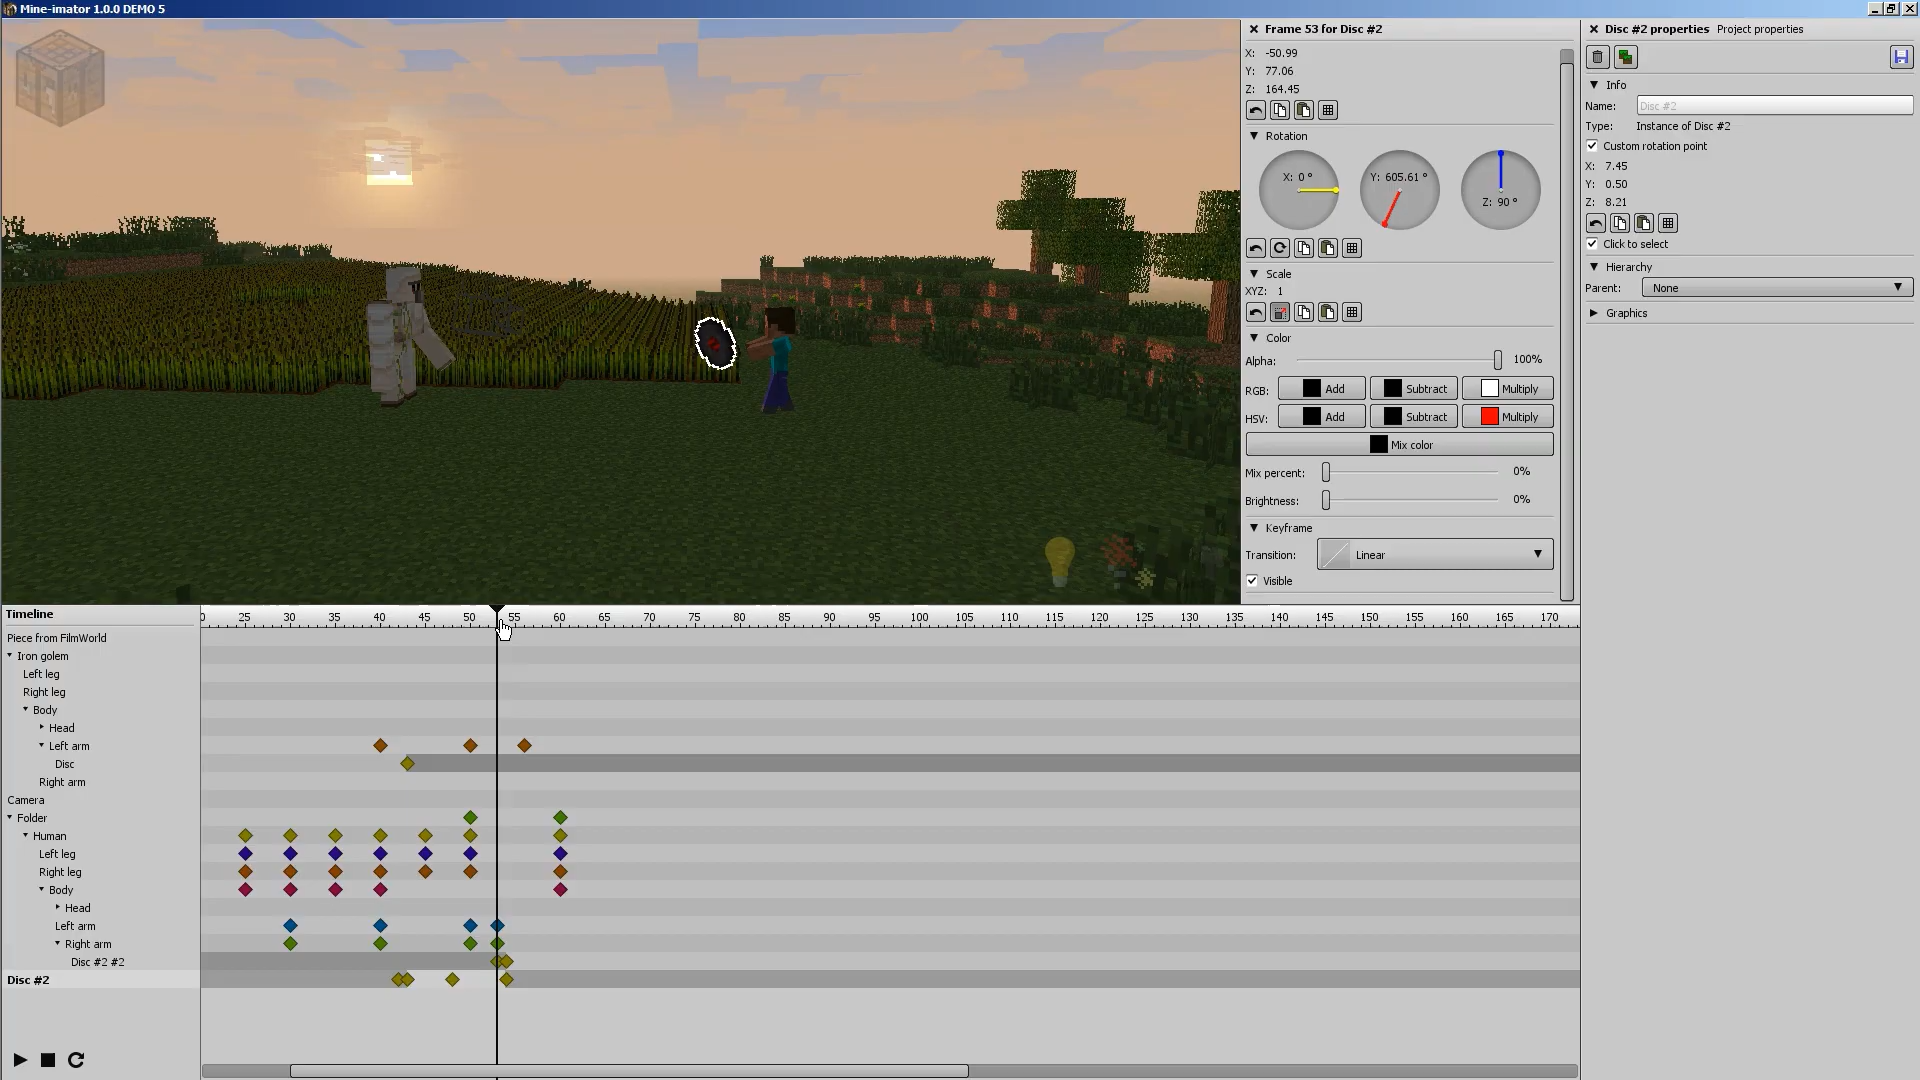 Mine-imator 1.0.0 DEMO 5
Frame 53 for Disc #2
X: -50.99
Y: 77.06
Z: 164.45
Rotation
X: 0 °
Y: 605.61 °
Z: 90 °
Scale
XYZ: 1
Color
Alpha: 100%
RGB: Add Subtract Multiply
HSV: Add Subtract Multiply
Mix color
Mix percent: 0%
Brightness: 0%
Keyframe
Transition: Linear
Visible
Disc #2 properties Project properties
Info
Name: Disc #2
Type: Instance of Disc #2
Custom rotation point
X: 7.45
Y: 0.50
Z: 8.21
Click to select
Hierarchy
Parent: None
Graphics
Timeline
0 25 30 35 40 45 50 55 60 65 70 75 80 85 90 95 100 105 110 115 120 125 130 135 140 145 150 155 160 165 170
Piece from FilmWorld
Iron golem
Left leg
Right leg
Body
Head
Left arm
Disc
Right arm
Camera
Folder
Human
Left leg
Right leg
Body
Head
Left arm
Right arm
Disc #2 #2
Disc #2